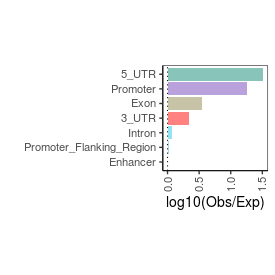 5_UTR
Promoter
Exon
3_UTR
Intron
Promoter_Flanking_Region
Enhancer
0.0 0.5 1.0 1.5
log10(Obs/Exp)